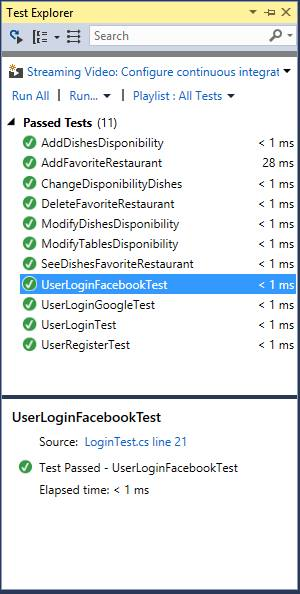 Test Explorer
Search
Streaming Video: Configure continuous integrat
Run All | Run... | Playlist : All Tests
Passed Tests (11)
AddDishesDisponibility < 1 ms
AddFavoriteRestaurant 28 ms
ChangeDisponibilityDishes < 1 ms
DeleteFavoriteRestaurant < 1 ms
ModifyDishesDisponibility < 1 ms
ModifyTablesDisponibility < 1 ms
SeeDishesFavoriteRestaurant < 1 ms
UserLoginFacebookTest < 1 ms
UserLoginGoogleTest < 1 ms
UserLoginTest < 1 ms
UserRegisterTest < 1 ms
UserLoginFacebookTest
Source: LoginTest.cs line 21
Test Passed - UserLoginFacebookTest
Elapsed time: < 1 ms